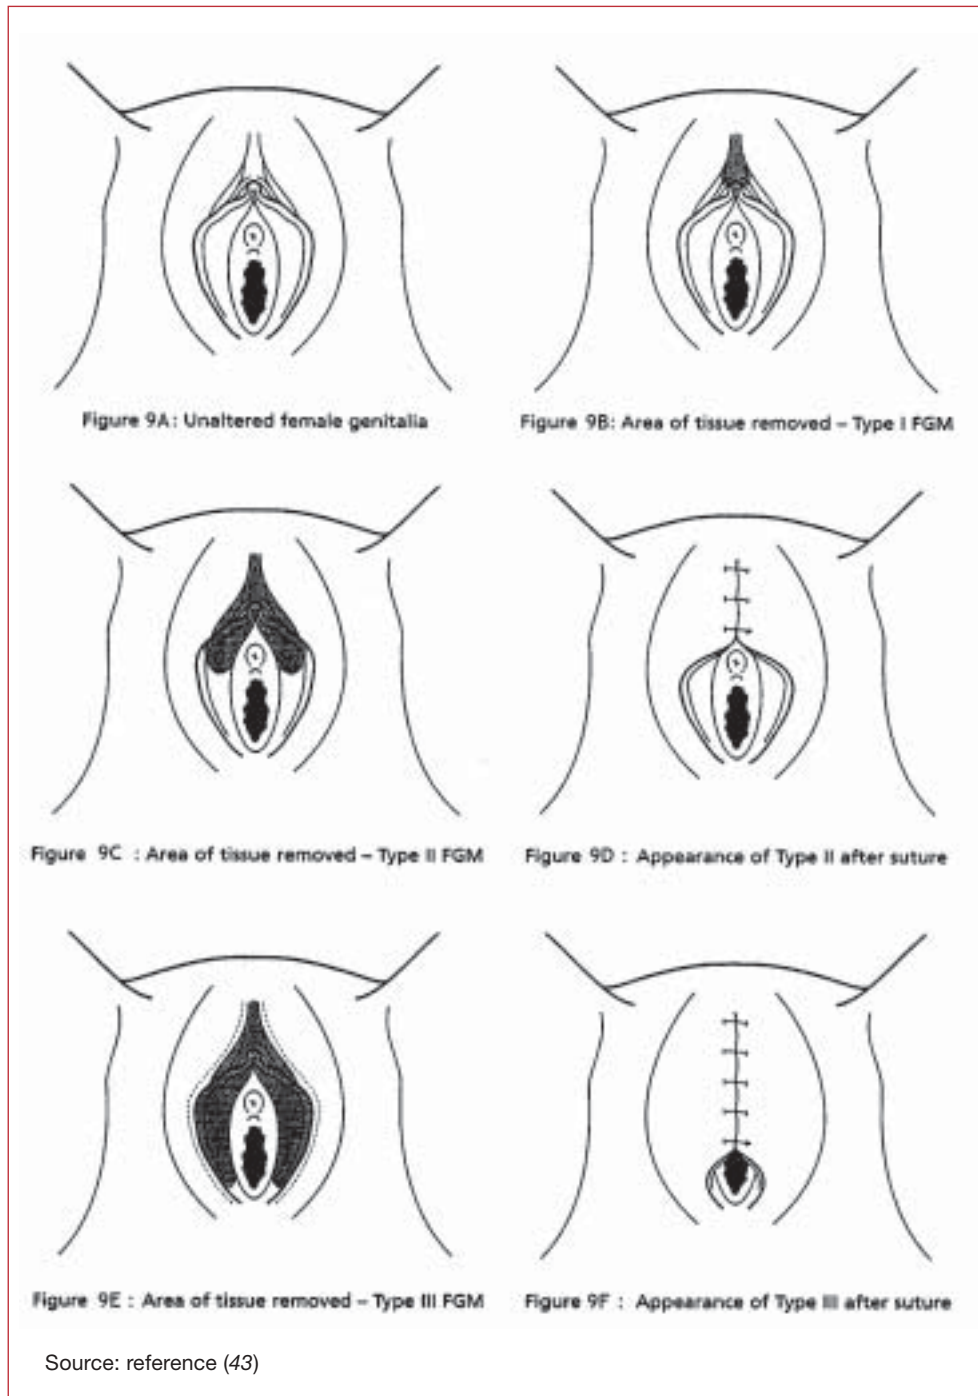 Figure 9A: Unaltered female genitalia
Figure 9B: Area of tissue removed – Type I FGM
Figure 9C : Area of tissue removed – Type II FGM
Figure 9D : Appearance of Type II after suture
Figure 9E : Area of tissue removed – Type III FGM
Figure 9F : Appearance of Type III after suture
Source: reference (43)